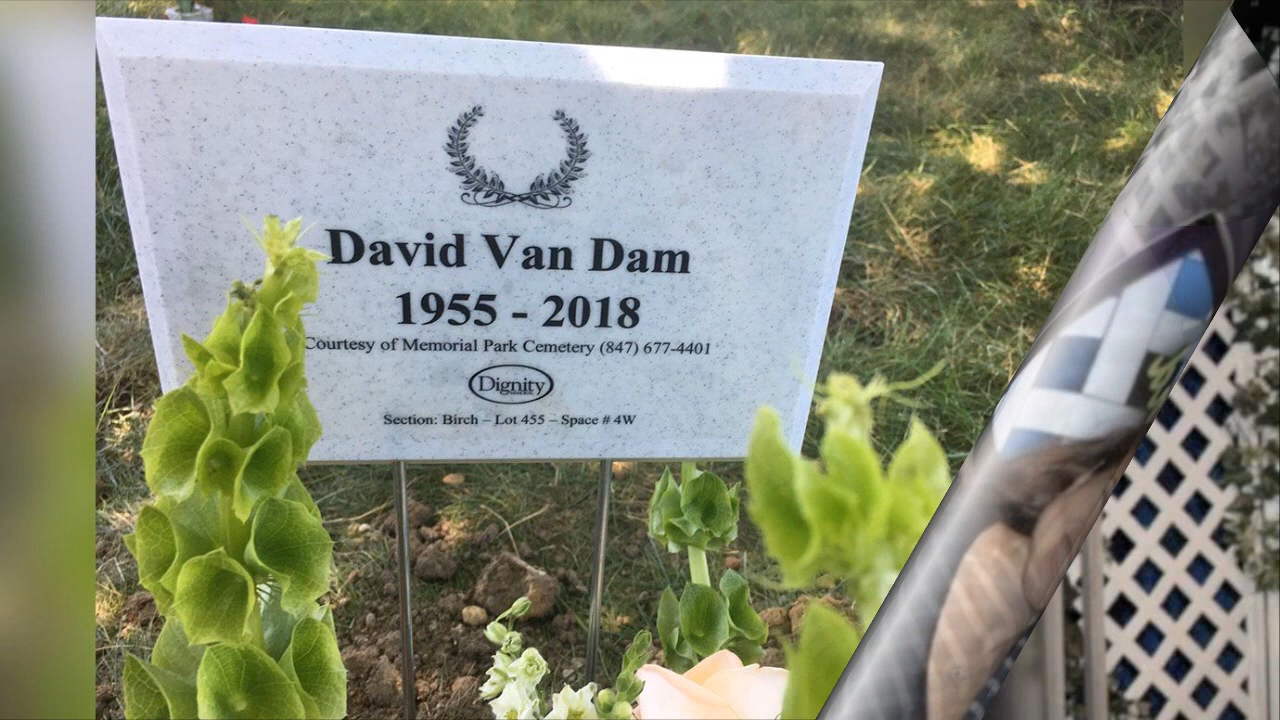 David Van Dam
1955 - 2018
Courtesy of Memorial Park Cemetery (847) 677-4401
Dignity
Section: Birch – Lot 455 – Space # 4W